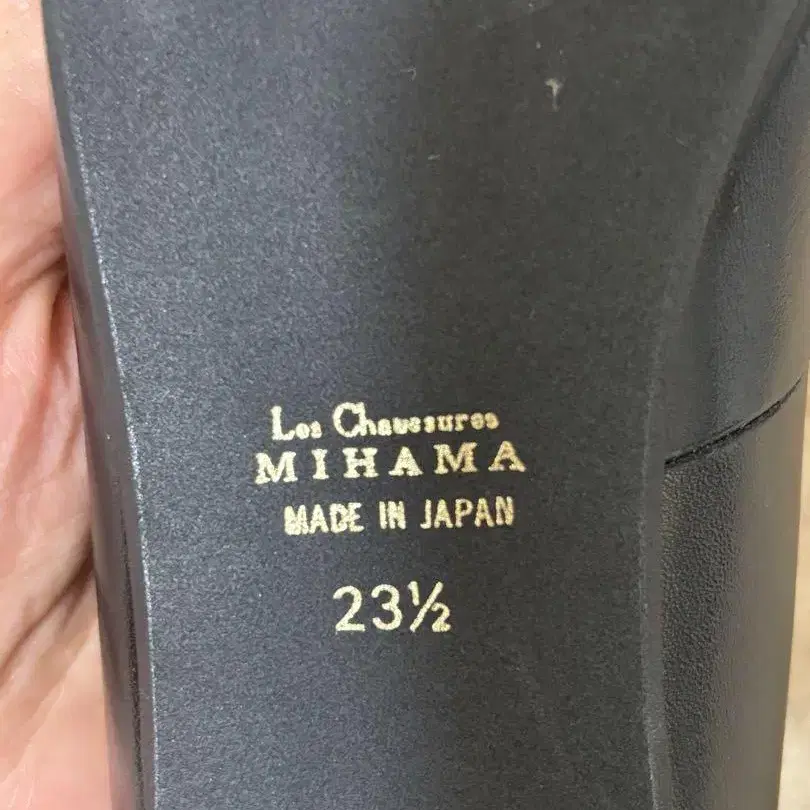 Les Chaussures
MIHAMA
MADE IN JAPAN
23½